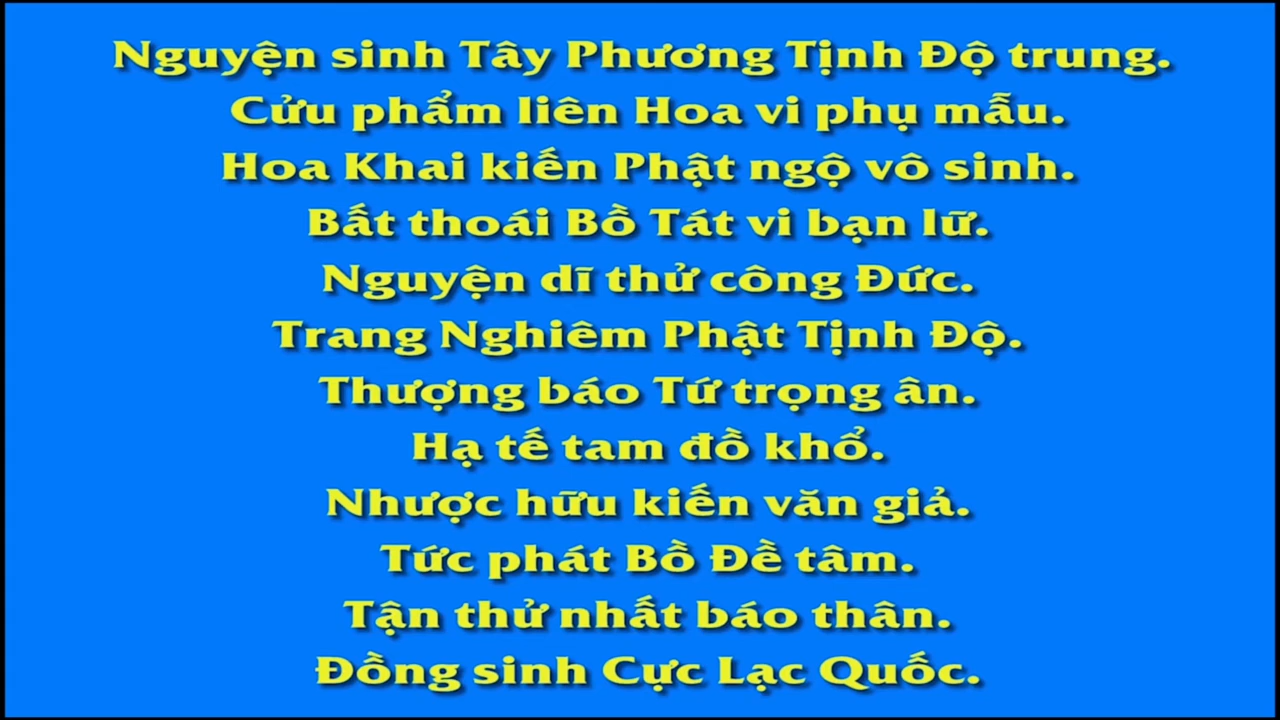 Nguyện sinh Tây Phương Tịnh Độ trung.
Cửu phẩm liên Hoa vi phụ mẫu.
Hoa Khai kiến Phật ngộ vô sinh.
Bất thoái Bồ Tát vi bạn lữ.
Nguyện dĩ thử công Đức.
Trang Nghiêm Phật Tịnh Độ.
Thượng báo Tứ trọng ân.
Hạ tế tam đồ khổ.
Nhược hữu kiến văn giả.
Tức phát Bồ Đề tâm.
Tận thử nhất báo thân.
Đồng sinh Cực Lạc Quốc.